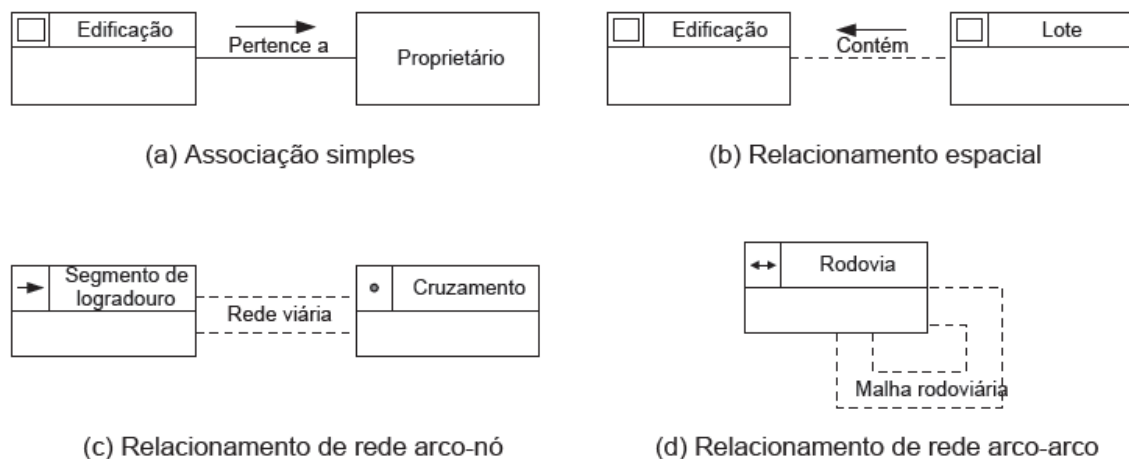 Edificação
Pertence a
Proprietário
(a) Associação simples
Edificação
Contém
Lote
(b) Relacionamento espacial
Segmento de
logradouro
Rede viária
Cruzamento
(c) Relacionamento de rede arco-nó
Rodovia
Malha rodoviária
(d) Relacionamento de rede arco-arco